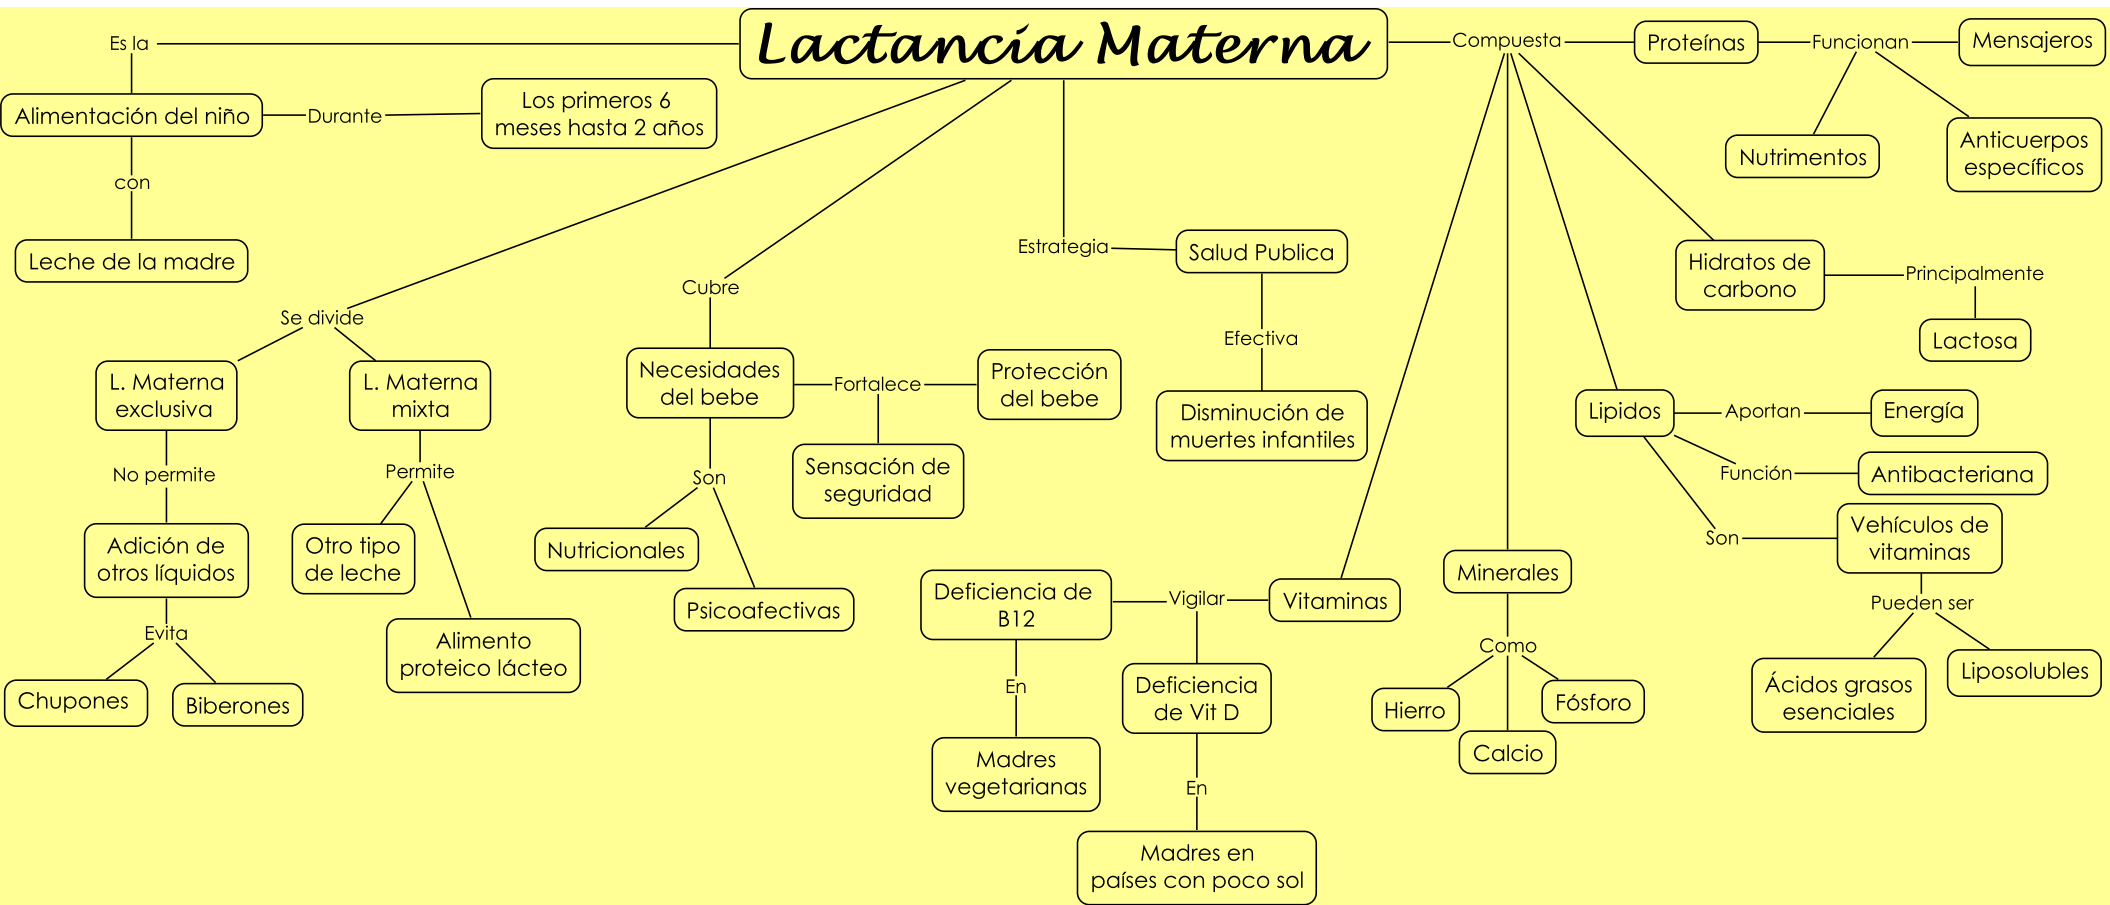 Lactancia Materna
Es la
Alimentación del niño
Durante
Los primeros 6
meses hasta 2 años
con
Leche de la madre
Se divide
L. Materna
exclusiva
No permite
Adición de
otros líquidos
Evita
Chupones
Biberones
L. Materna
mixta
Permite
Otro tipo
de leche
Alimento
proteico lácteo
Cubre
Necesidades
del bebe
Fortalece
Protección
del bebe
Sensación de
seguridad
Son
Nutricionales
Psicoafectivas
Estrategia
Salud Publica
Efectiva
Disminución de
muertes infantiles
Compuesta
Proteínas
Funcionan
Mensajeros
Nutrimentos
Anticuerpos
específicos
Hidratos de
carbono
Principalmente
Lactosa
Lipidos
Aportan
Energía
Función
Antibacteriana
Son
Vehículos de
vitaminas
Pueden ser
Ácidos grasos
esenciales
Liposolubles
Minerales
Como
Hierro
Calcio
Fósforo
Vitaminas
Vigilar
Deficiencia de
B12
En
Madres
vegetarianas
Deficiencia
de Vit D
En
Madres en
países con poco sol